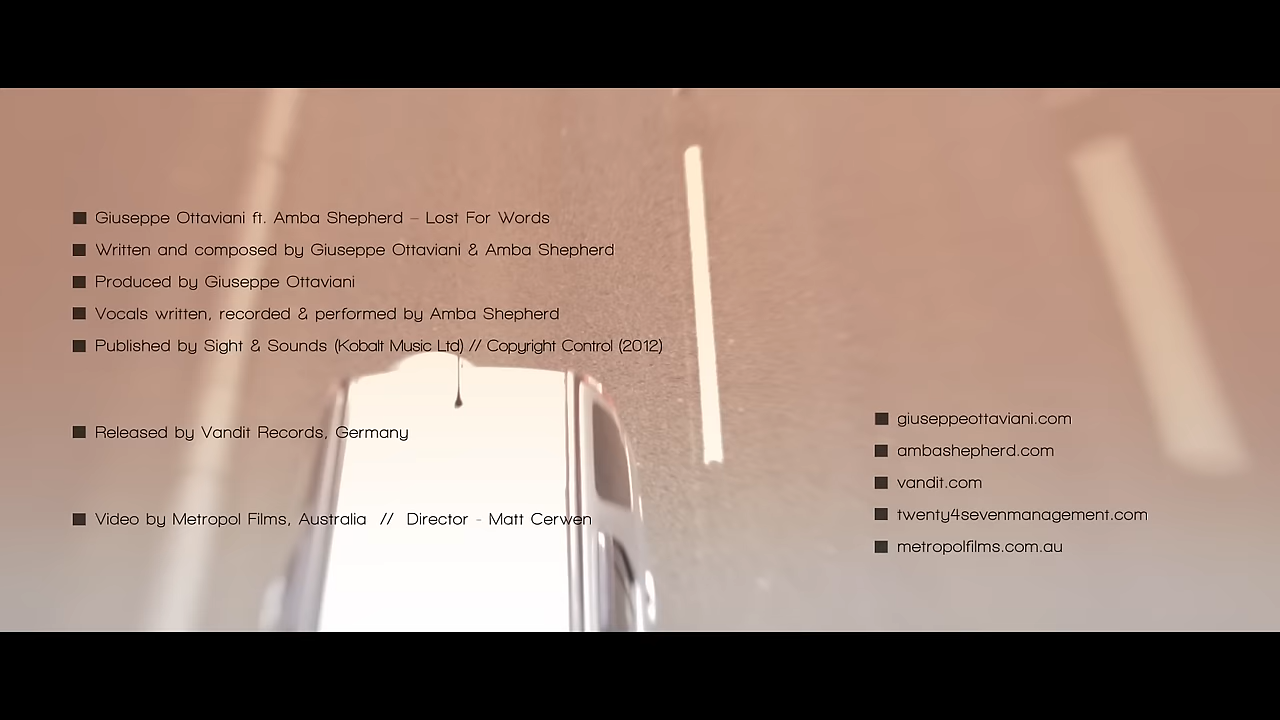 Giuseppe Ottaviani ft. Amba Shepherd – Lost For Words
Written and composed by Giuseppe Ottaviani & Amba Shepherd
Produced by Giuseppe Ottaviani
Vocals written, recorded & performed by Amba Shepherd
Published by Sight & Sounds (Kobalt Music Ltd) // Copyright Control (2012)
Released by Vandit Records, Germany
Video by Metropol Films, Australia // Director - Matt Cerwen
giuseppeottaviani.com
ambashepherd.com
vandit.com
twenty4sevenmanagement.com
metropolfilms.com.au